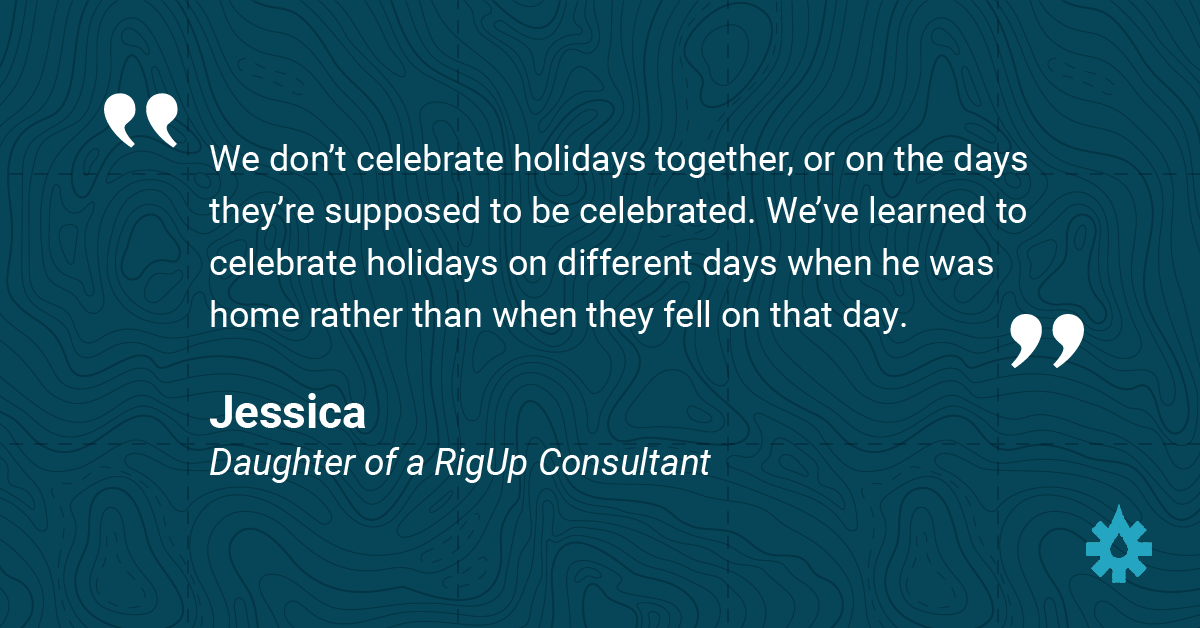 We don’t celebrate holidays together, or on the days
they’re supposed to be celebrated. We’ve learned to
celebrate holidays on different days when he was
home rather than when they fell on that day.
Jessica
Daughter of a RigUp Consultant